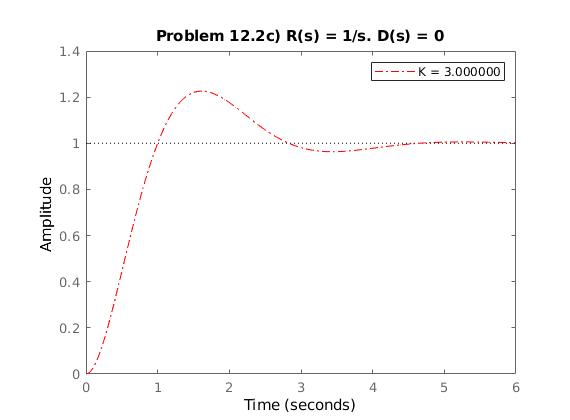 Problem 12.2c) R(s) = 1/s. D(s) = 0
1.4
K = 3.000000
1.2
1
0.8
0.6
0.4
0.2
0
Amplitude
0 1 2 3 4 5 6
Time (seconds)